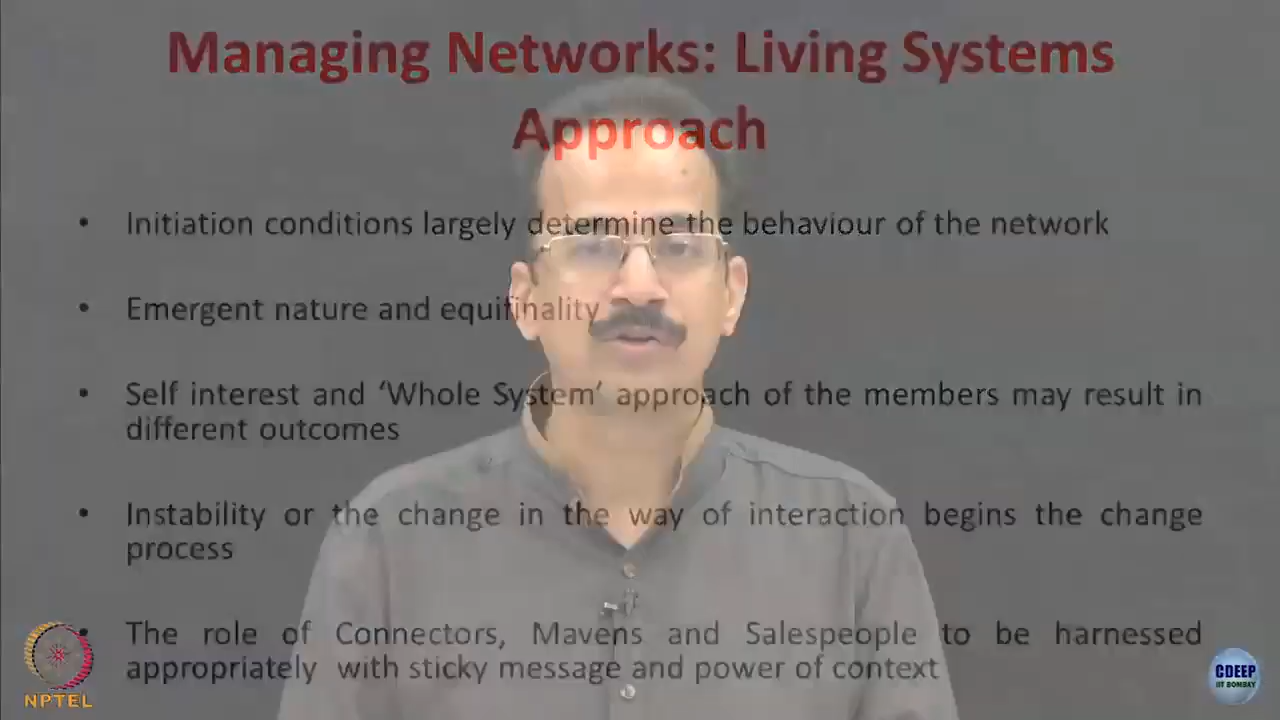 Managing Networks: Living Systems
Approach
• Initiation conditions largely determine the behaviour of the network
• Emergent nature and equifinality
• Self interest and ‘Whole System’ approach of the members may result in
different outcomes
• Instability or the change in the way of interaction begins the change
process
• The role of Connectors, Mavens and Salespeople to be harnessed
appropriately with sticky message and power of context
NPTEL
CDEEP
IIT BOMBAY